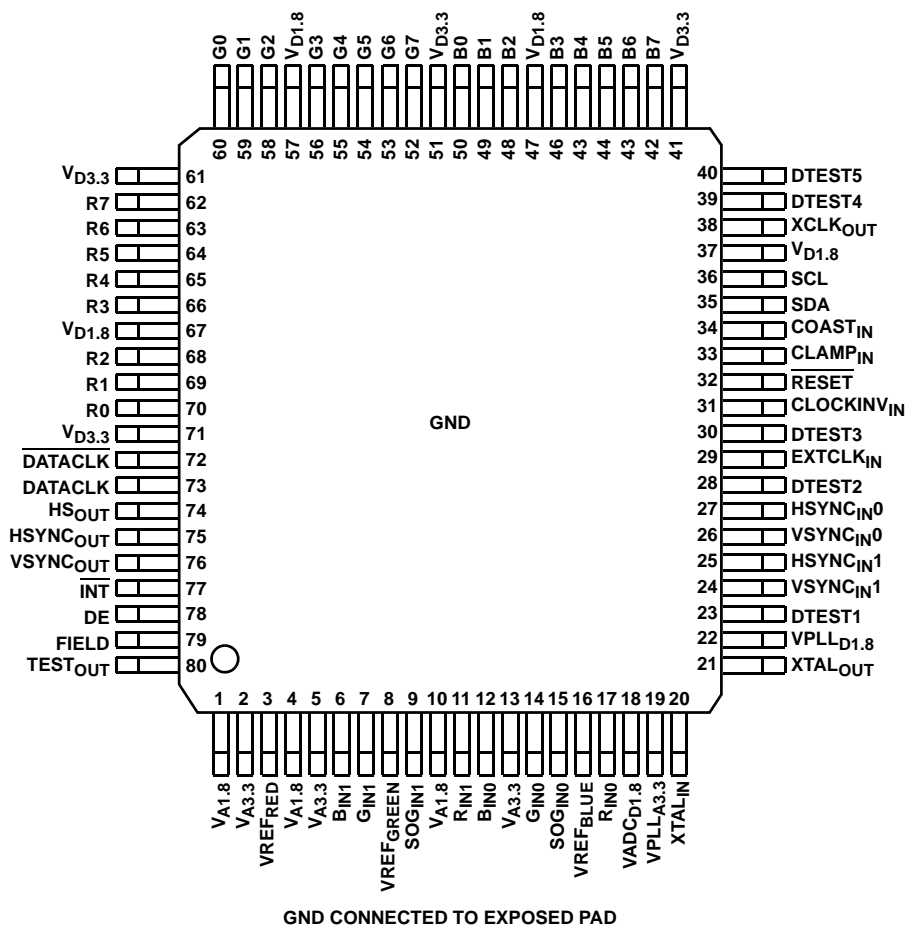 G0 G1 G2 VD1.8 G3 G4 G5 G6 G7 VD3.3 B0 B1 B2 VD1.8 B3 B4 B5 B6 B7 VD3.3
60 59 58 57 56 55 54 53 52 51 50 49 48 47 46 43 44 43 42 41
VD3.3 61
R7 62
R6 63
R5 64
R4 65
R3 66
VD1.8 67
R2 68
R1 69
R0 70
VD3.3 71
DATACLK 72
DATACLK 73
HSOUT 74
HSYNCOUT 75
VSYNCOUT 76
INT 77
DE 78
FIELD 79
TESTOUT 80
GND
40 DTEST5
39 DTEST4
38 XCLKOUT
37 VD1.8
36 SCL
35 SDA
34 COASTIN
33 CLAMPIN
32 RESET
31 CLOCKINVIN
30 DTEST3
29 EXTCLKIN
28 DTEST2
27 HSYNCIN0
26 VSYNCIN0
25 HSYNCIN1
24 VSYNCIN1
23 DTEST1
22 VPLLD1.8
21 XTALOUT
1 2 3 4 5 6 7 8 9 10 11 12 13 14 15 16 17 18 19 20
VA1.8 VA3.3 VREFRED VA1.8 VA3.3 BIN1 GIN1 VREFGREEN SOGIN1 VA1.8 RIN1 BIN0 VA3.3 GIN0 SOGIN0 VREFBLUE RIN0 VADCD1.8 VPLLA3.3 XTALIN
GND CONNECTED TO EXPOSED PAD